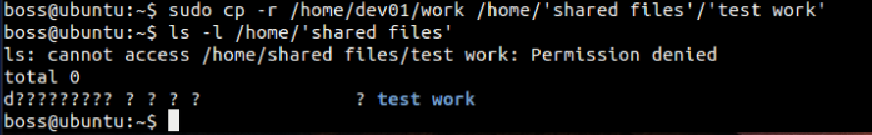 boss@ubuntu:~$ sudo cp -r /home/dev01/work /home/'shared files'/'test work'
boss@ubuntu:~$ ls -l /home/'shared files'
ls: cannot access /home/shared files/test work: Permission denied
total 0
d????????? ? ? ? ?                ? test work
boss@ubuntu:~$